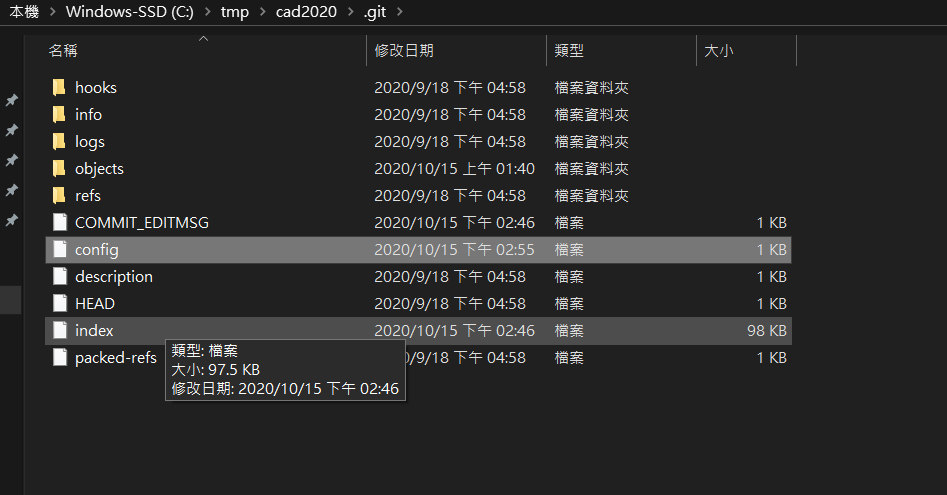 本機 > Windows-SSD (C:) > tmp > cad2020 > .git >
名稱 修改日期 類型 大小
hooks 2020/9/18 下午 04:58 檔案資料夾
info 2020/9/18 下午 04:58 檔案資料夾
logs 2020/9/18 下午 04:58 檔案資料夾
objects 2020/10/15 上午 01:40 檔案資料夾
refs 2020/9/18 下午 04:58 檔案資料夾
COMMIT_EDITMSG 2020/10/15 下午 02:46 檔案 1 KB
config 2020/10/15 下午 02:55 檔案 1 KB
description 2020/9/18 下午 04:58 檔案 1 KB
HEAD 2020/9/18 下午 04:58 檔案 1 KB
index 2020/10/15 下午 02:46 檔案 98 KB
packed-refs /9/18 下午 04:58 檔案 1 KB
類型: 檔案
大小: 97.5 KB
修改日期: 2020/10/15 下午 02:46